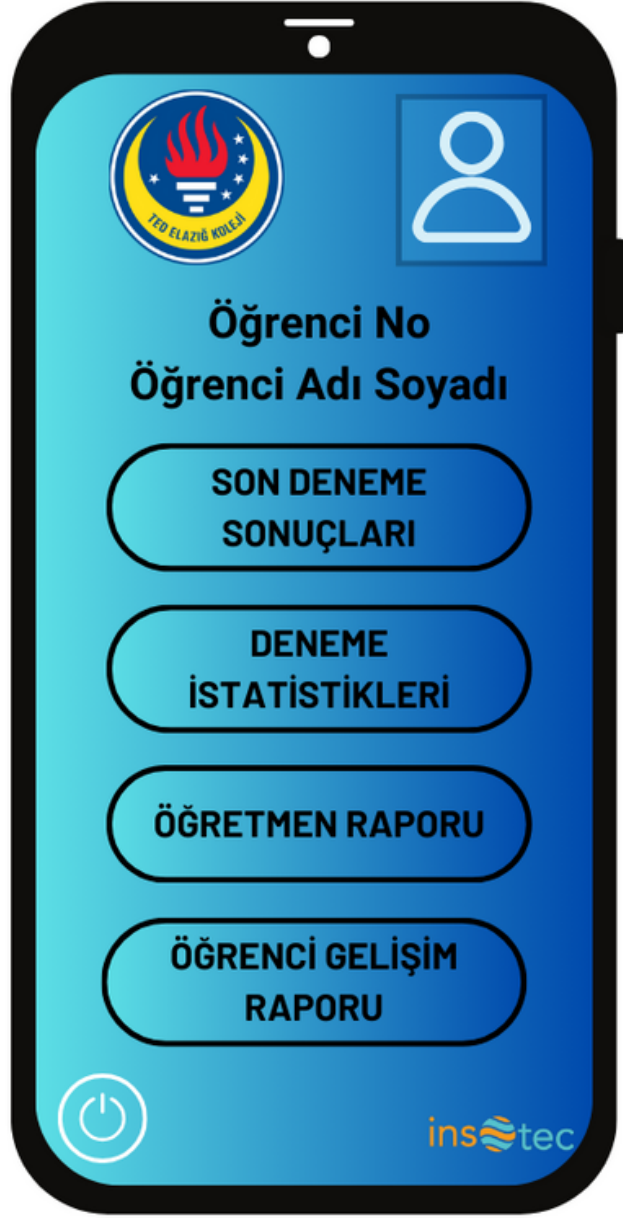 TED ELAZIĞ KOLEJİ
Öğrenci No
Öğrenci Adı Soyadı
SON DENEME
SONUÇLARI
DENEME
İSTATİSTİKLERİ
ÖĞRETMEN RAPORU
ÖĞRENCİ GELİŞİM
RAPORU
insotec